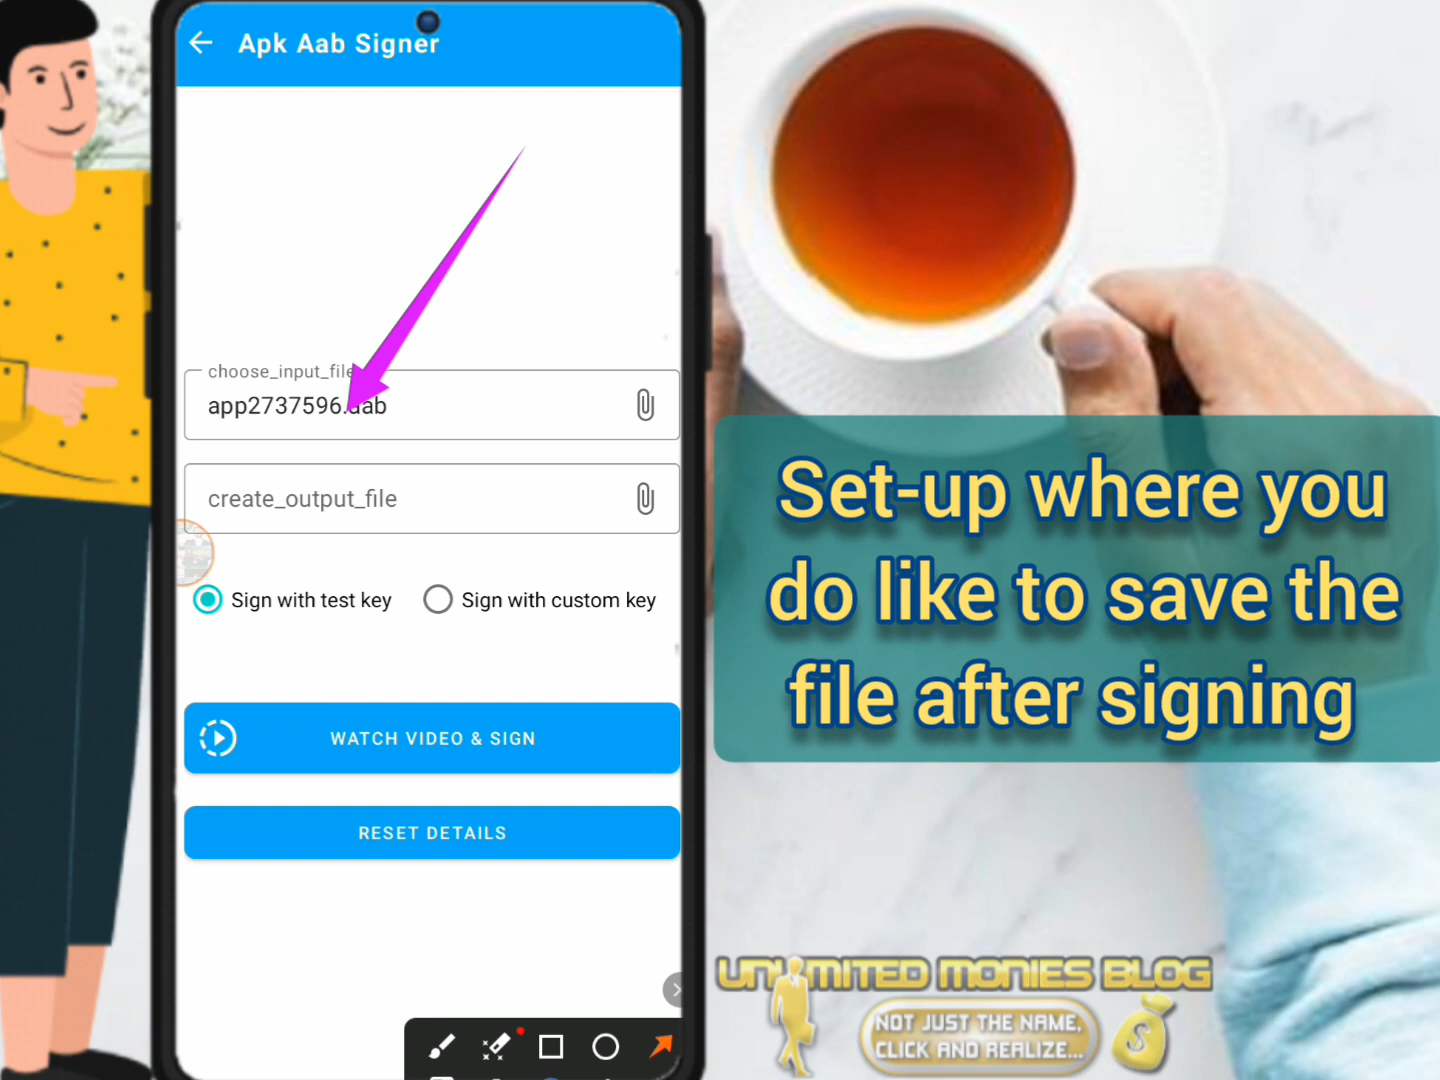 Apk Aab Signer
choose_input_file
app2737596.aab
create_output_file
Sign with test key
Sign with custom key
WATCH VIDEO & SIGN
RESET DETAILS
Set-up where you
do like to save the
file after signing
UNLIMITED MONIES BLOG
NOT JUST THE NAME,
CLICK AND REALIZE...
$